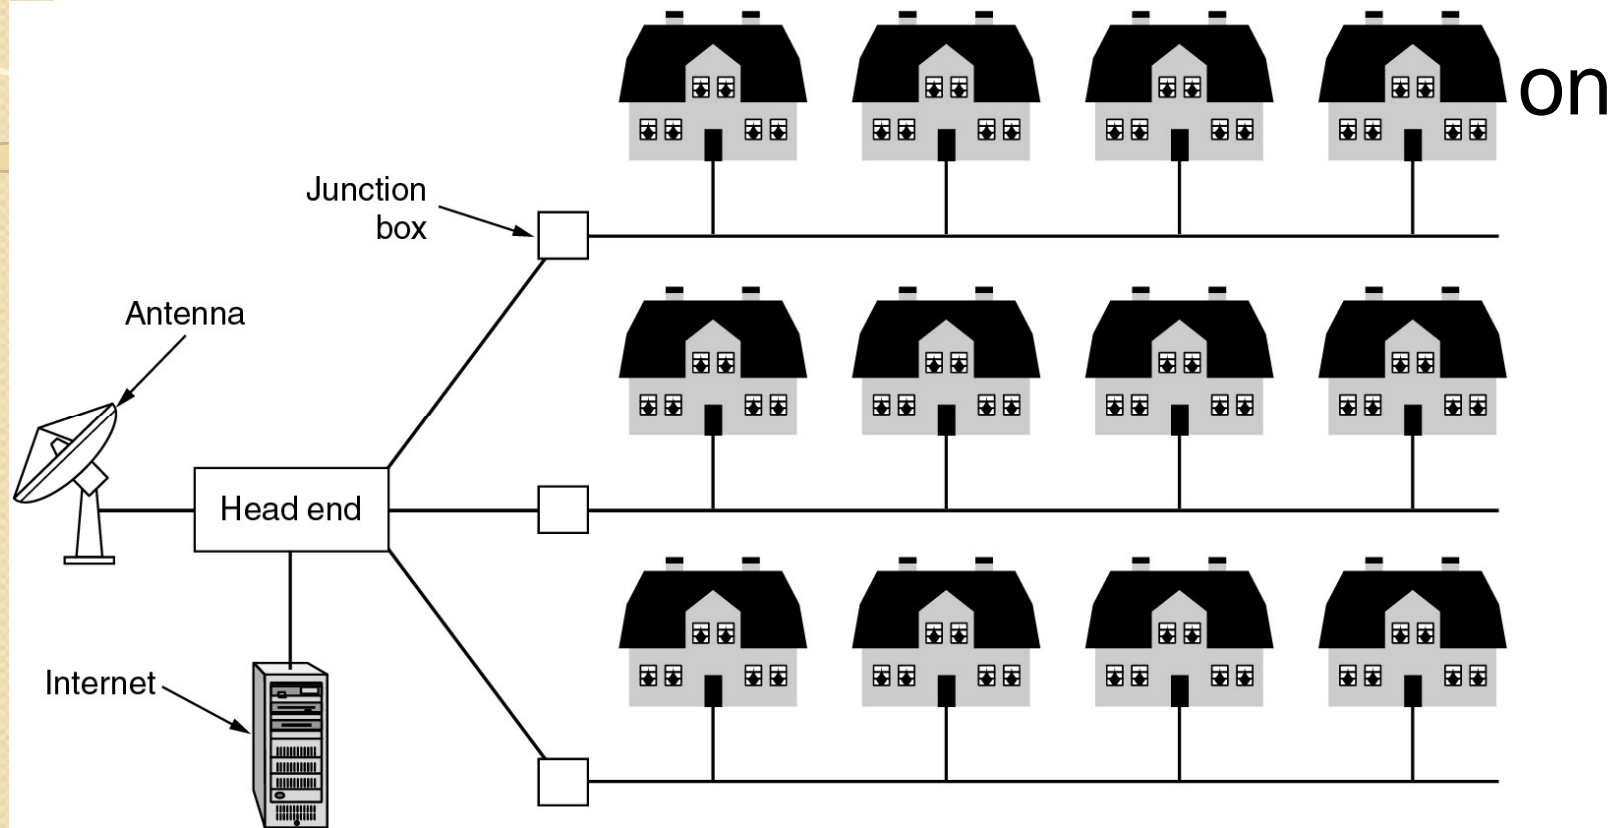 on
Junction
box
Antenna
Head end
Internet